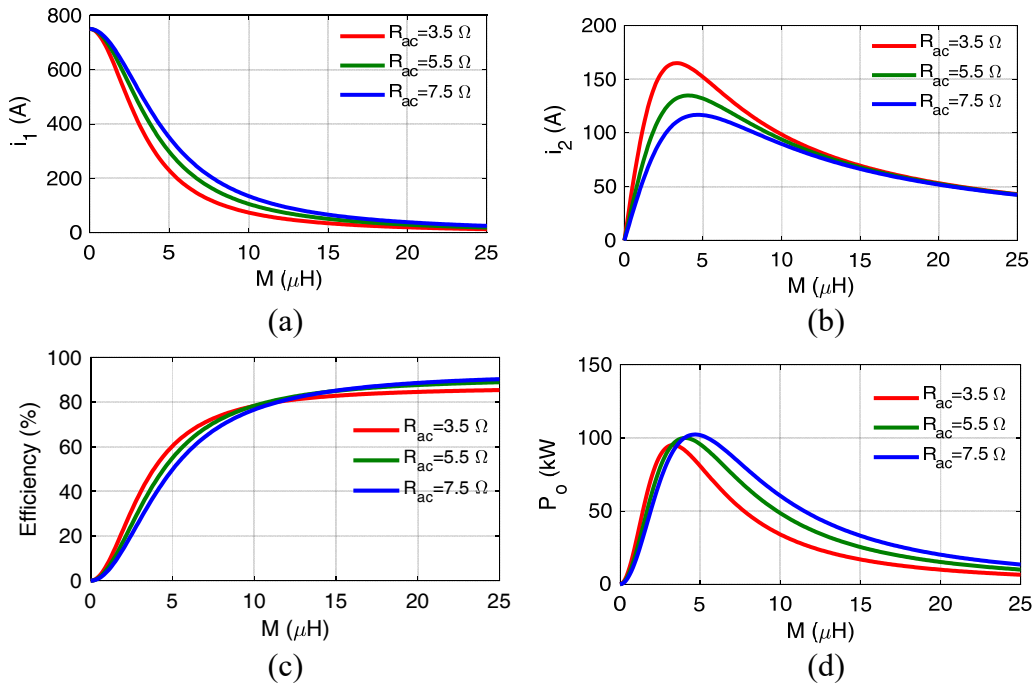 800
600
400
200
0
i1 (A)
Rac=3.5 Ω
Rac=5.5 Ω
Rac=7.5 Ω
0 5 10 15 20 25
M (μH)
(a)
200
150
100
50
0
i2 (A)
Rac=3.5 Ω
Rac=5.5 Ω
Rac=7.5 Ω
0 5 10 15 20 25
M (μH)
(b)
100
80
60
40
20
0
Efficiency (%)
Rac=3.5 Ω
Rac=5.5 Ω
Rac=7.5 Ω
0 5 10 15 20 25
M (μH)
(c)
150
100
50
0
Po (kW
Rac=3.5 Ω
Rac=5.5 Ω
Rac=7.5 Ω
0 5 10 15 20 25
M (μH)
(d)